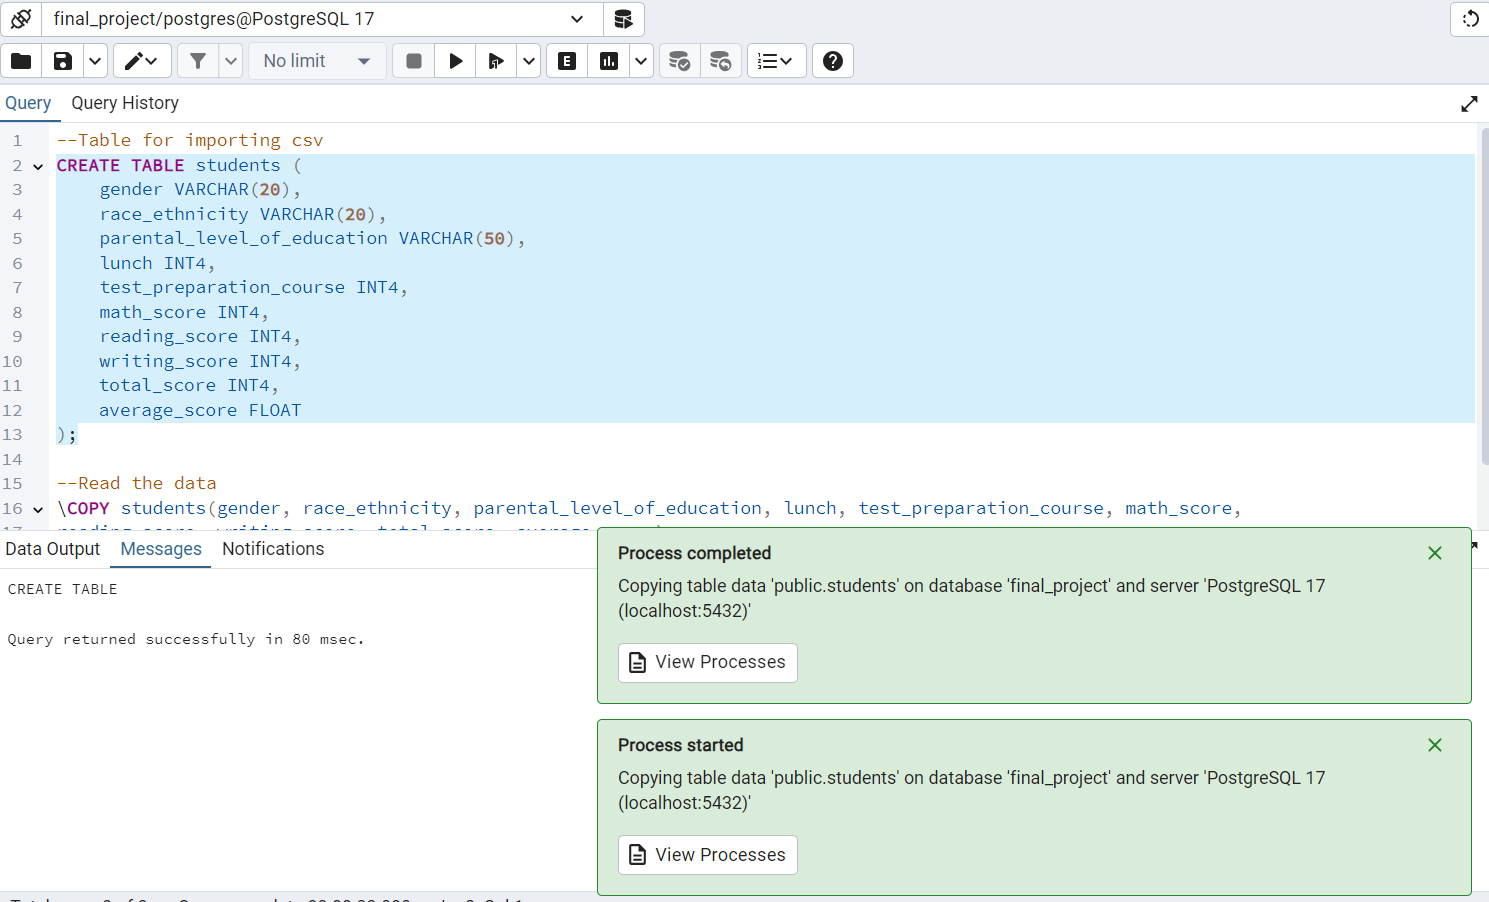 final_project/postgres@PostgreSQL 17
No limit
E
Query Query History
1 --Table for importing csv
2 CREATE TABLE students (
3 gender VARCHAR(20),
4 race_ethnicity VARCHAR(20),
5 parental_level_of_education VARCHAR(50),
6 lunch INT4,
7 test_preparation_course INT4,
8 math_score INT4,
9 reading_score INT4,
10 writing_score INT4,
11 total_score INT4,
12 average_score FLOAT
13 );
14
15 --Read the data
16 \COPY students(gender, race_ethnicity, parental_level_of_education, lunch, test_preparation_course, math_score,
Data Output Messages Notifications
CREATE TABLE
Query returned successfully in 80 msec.
Process completed
Copying table data 'public.students' on database 'final_project' and server 'PostgreSQL 17
(localhost:5432)'
View Processes
Process started
Copying table data 'public.students' on database 'final_project' and server 'PostgreSQL 17
(localhost:5432)'
View Processes